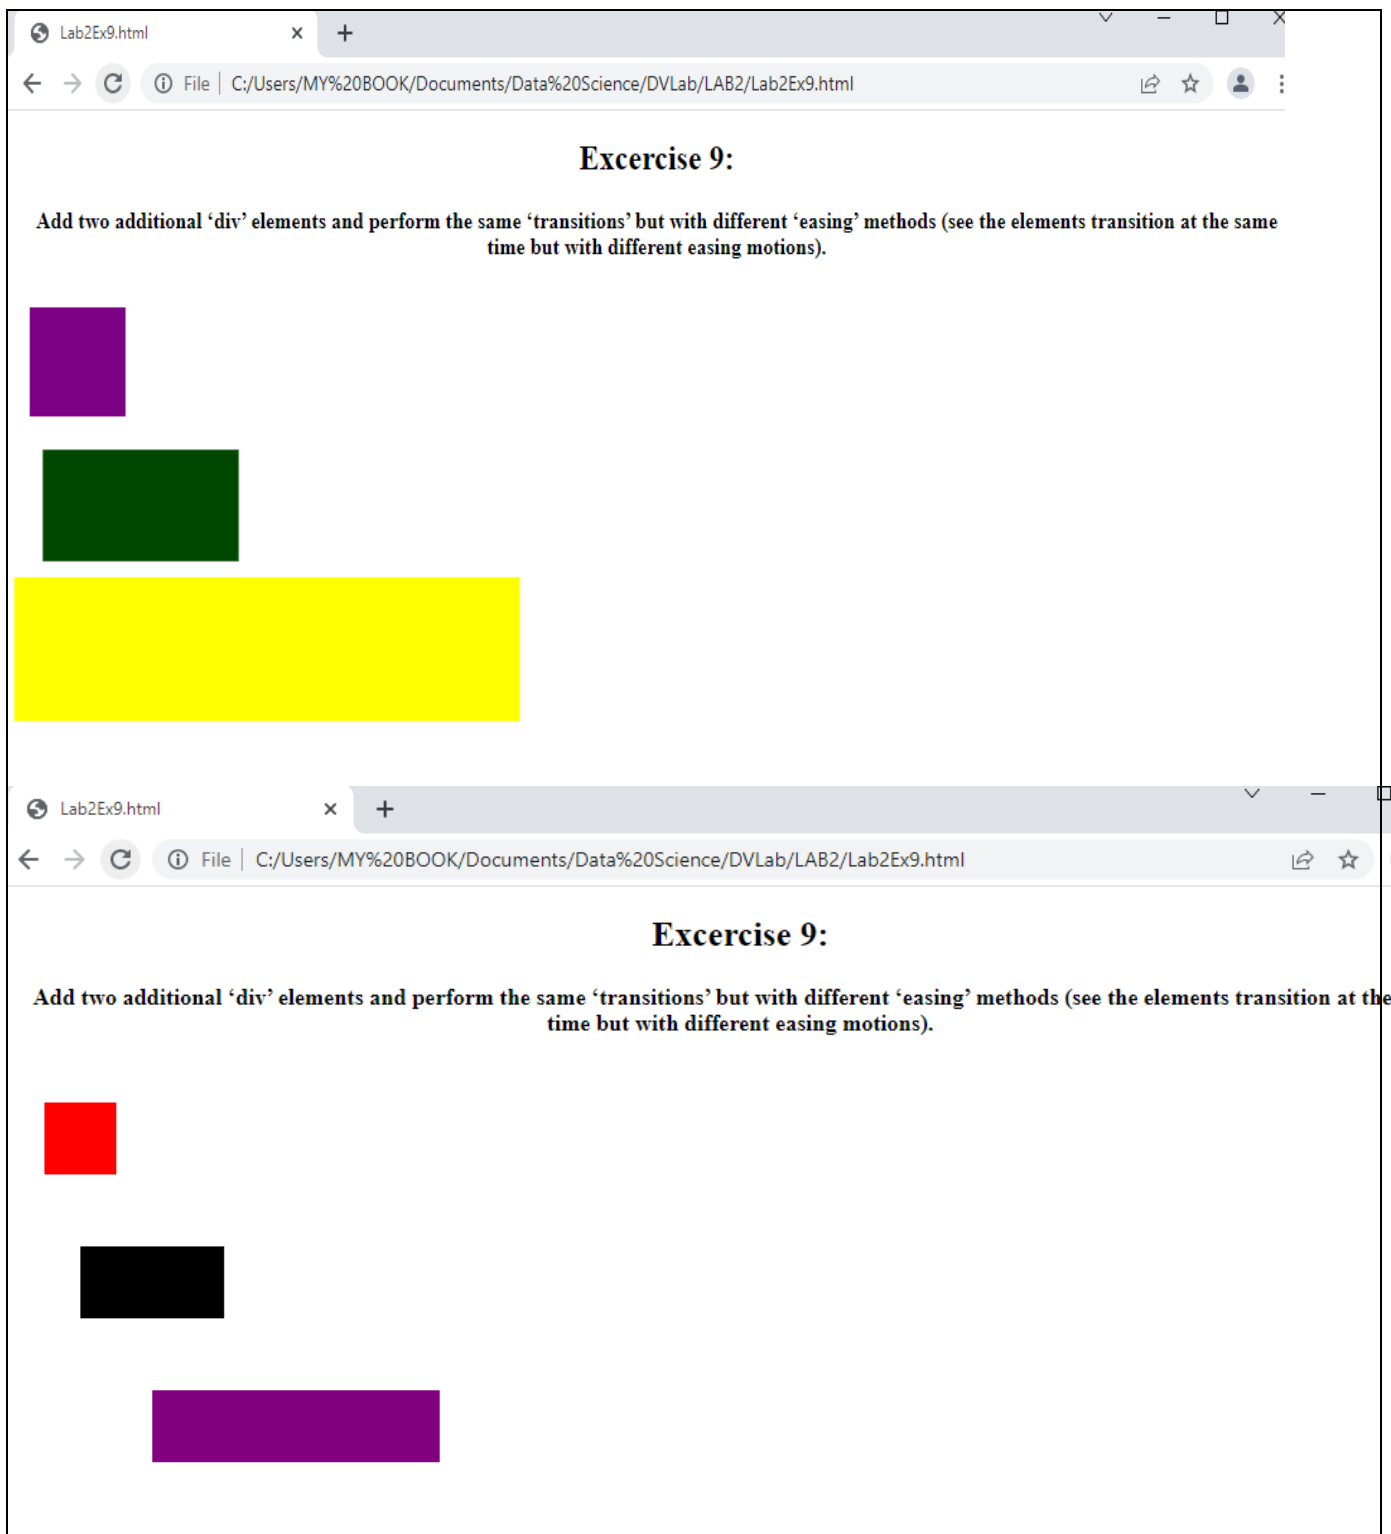 Lab2Ex9.html
File | C:/Users/MY%20BOOK/Documents/Data%20Science/DVLab/LAB2/Lab2Ex9.html
Excercise 9:
Add two additional ‘div’ elements and perform the same ‘transitions’ but with different ‘easing’ methods (see the elements transition at the same
time but with different easing motions).
Lab2Ex9.html
File | C:/Users/MY%20BOOK/Documents/Data%20Science/DVLab/LAB2/Lab2Ex9.html
Excercise 9:
Add two additional ‘div’ elements and perform the same ‘transitions’ but with different ‘easing’ methods (see the elements transition at the
time but with different easing motions).